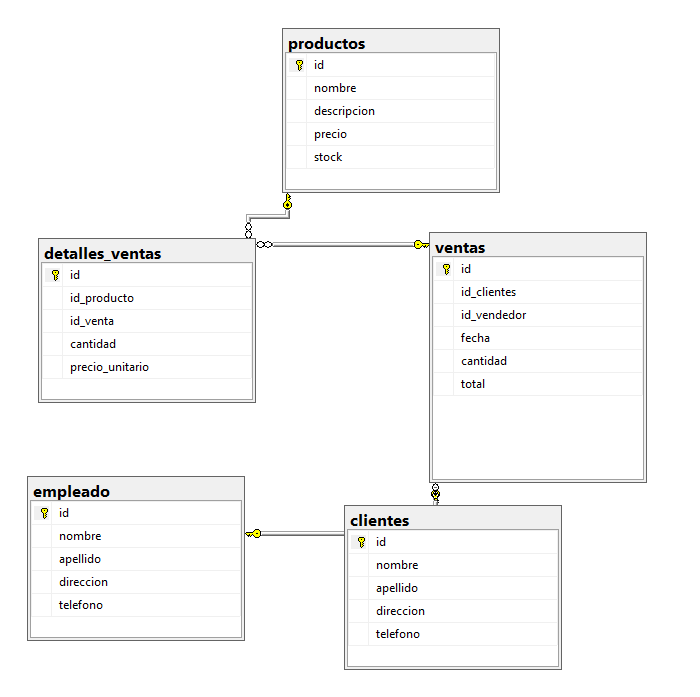 productos
id
nombre
descripcion
precio
stock
detalles_ventas
id
id_producto
id_venta
cantidad
precio_unitario
ventas
id
id_clientes
id_vendedor
fecha
cantidad
total
empleado
id
nombre
apellido
direccion
telefono
clientes
id
nombre
apellido
direccion
telefono